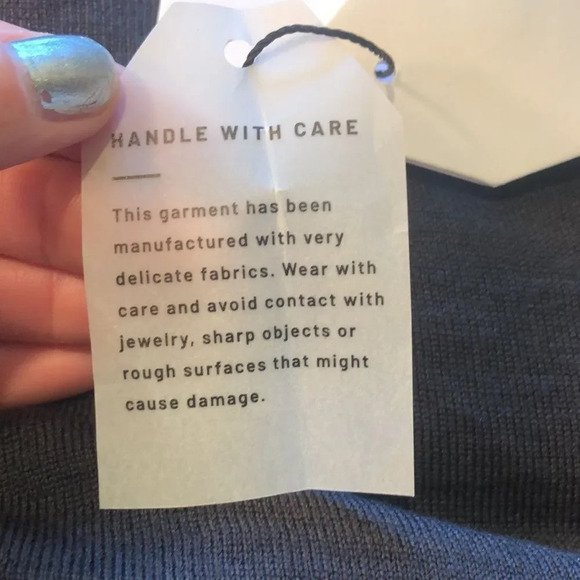 HANDLE WITH CARE
This garment has been
manufactured with very
delicate fabrics. Wear with
care and avoid contact with
jewelry, sharp objects or
rough surfaces that might
cause damage.